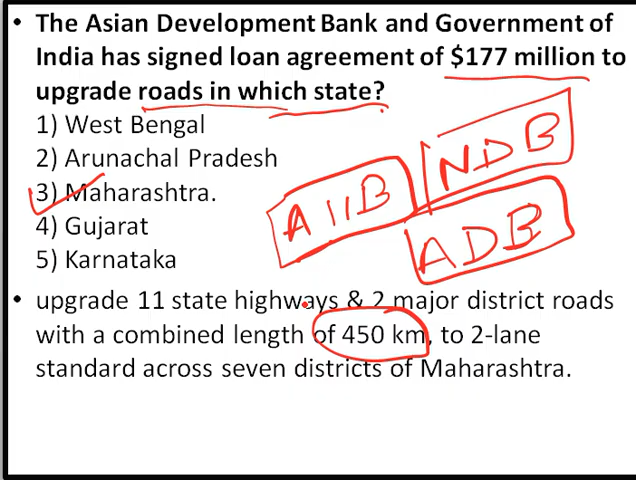 • The Asian Development Bank and Government of
India has signed loan agreement of $177 million to
upgrade roads in which state?
1) West Bengal
2) Arunachal Pradesh
3) Maharashtra.
4) Gujarat
5) Karnataka
AIIB
NDB
ADB
• upgrade 11 state highways & 2 major district roads
with a combined length of 450 km, to 2-lane
standard across seven districts of Maharashtra.